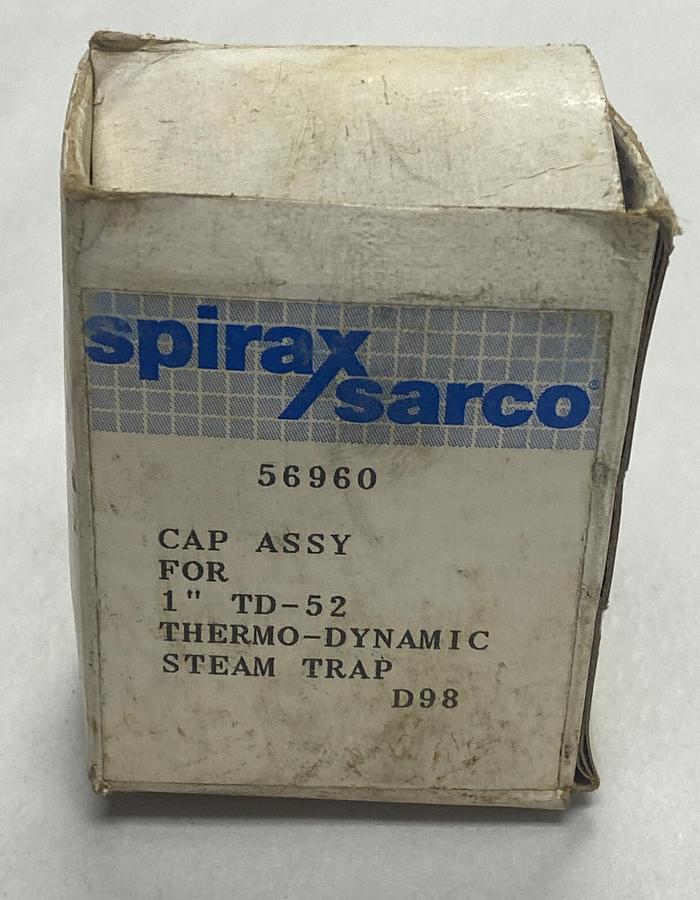 spirax
sarco®
56960
CAP ASSY
FOR
1" TD-52
THERMO-DYNAMIC
STEAM TRAP
D98